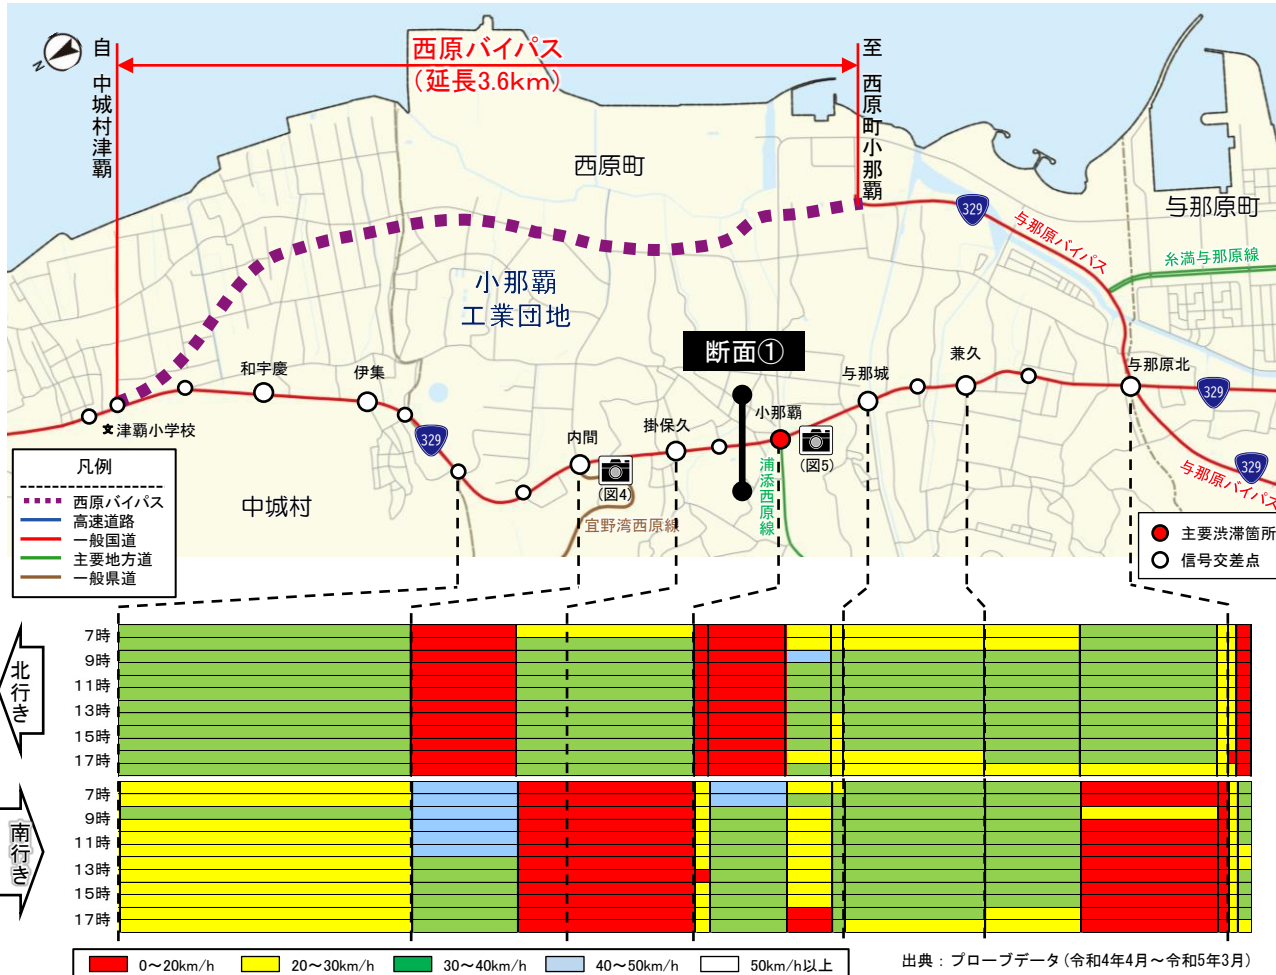 N
自 中城村津覇
西原バイパス
(延長3.6km)
至 西原町小那覇
西原町
与那原町
329
与那原バイパス
糸満与那原線
小那覇
工業団地
断面①
和宇慶
伊集
与那城
兼久
与那原北
小那覇
掛保久
内間
329
329
津覇小学校
(図5)
(図4)
浦添西原線
宜野湾西原線
中城村
329
与那原バイパス
凡例
西原バイパス
高速道路
一般国道
主要地方道
一般県道
主要渋滞箇所
信号交差点
北行き
7時
9時
11時
13時
15時
17時
南行き
7時
9時
11時
13時
15時
17時
0～20km/h
20～30km/h
30～40km/h
40～50km/h
50km/h以上
出典：プローブデータ(令和4年4月～令和5年3月)